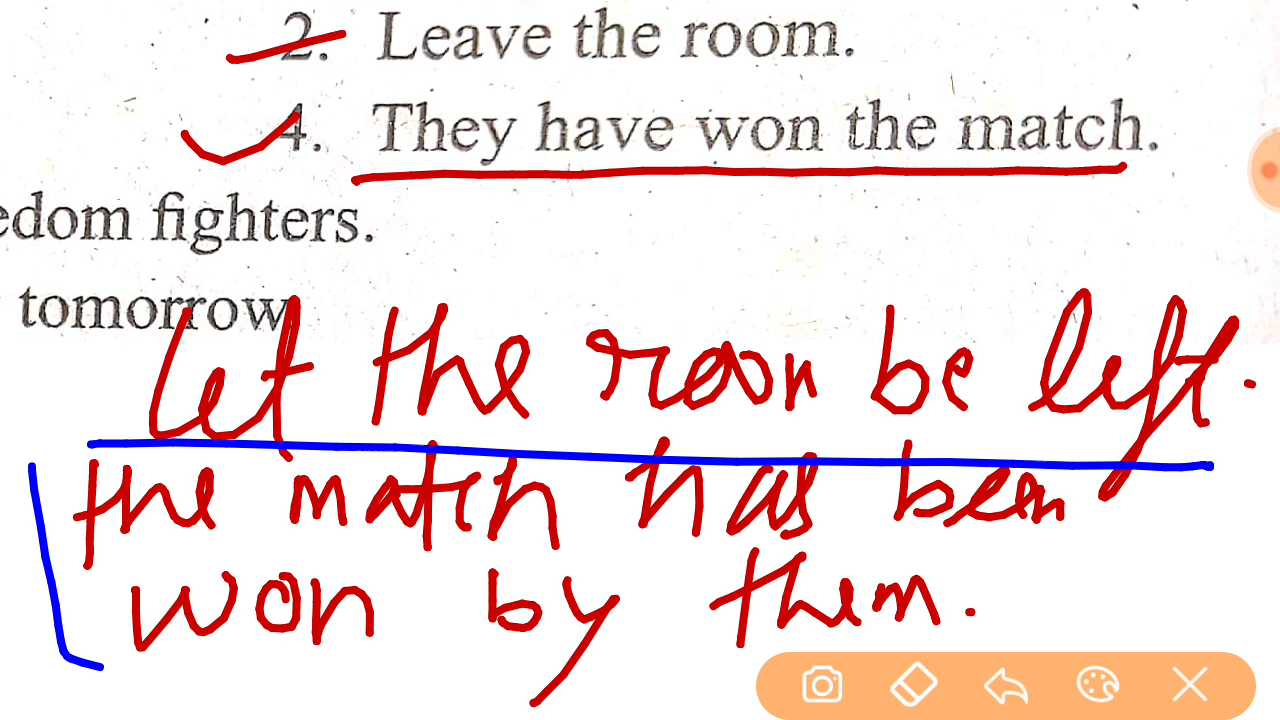 2. Leave the room.
4. They have won the match.
edom fighters.
tomorrow
Let the room be left.
the match has been
won by them.